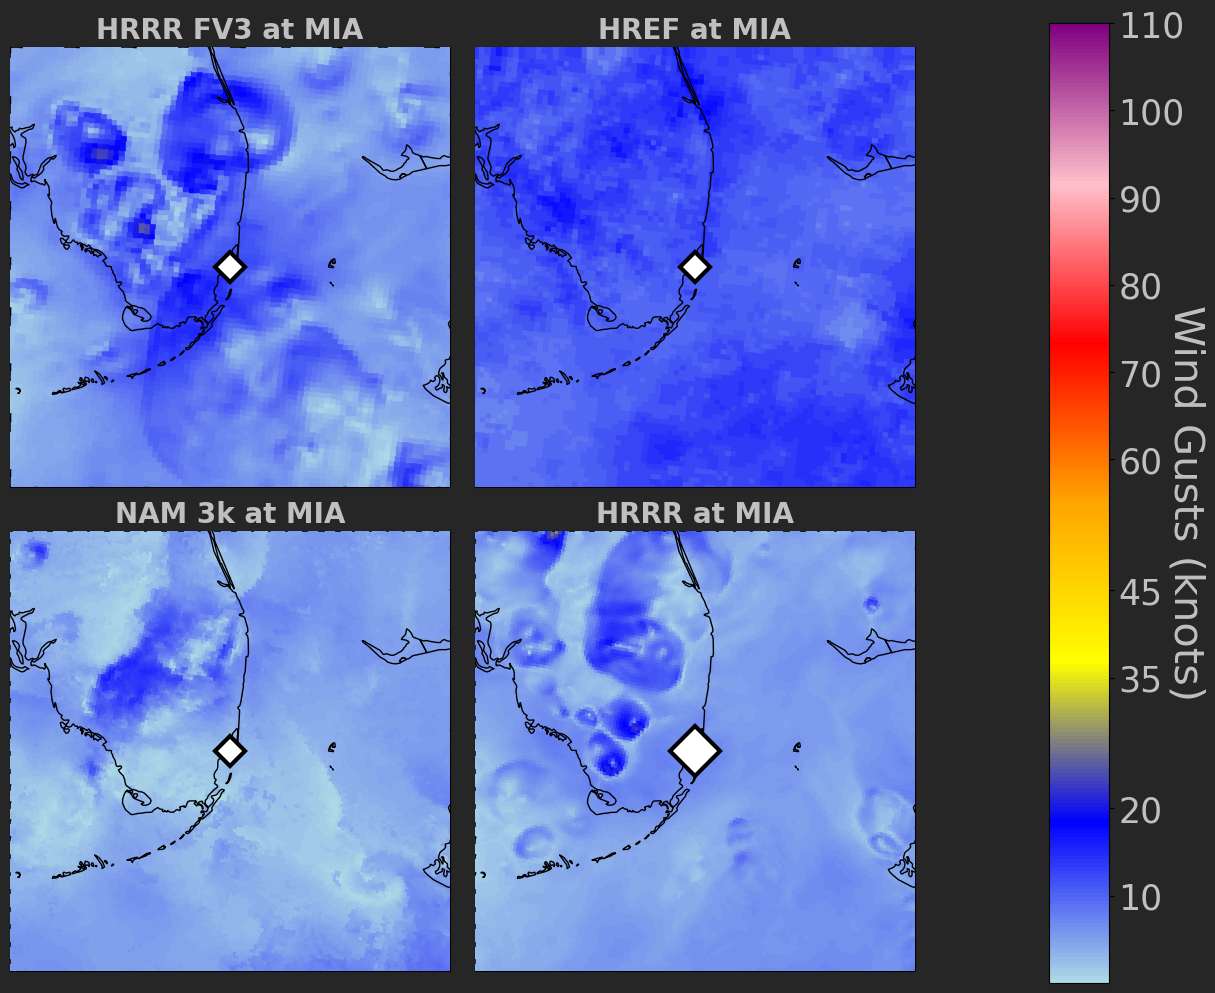 HRRR FV3 at MIA
HREF at MIA
NAM 3k at MIA
HRRR at MIA
110
100
90
80
70
60
45
35
20
10
Wind Gusts (knots)